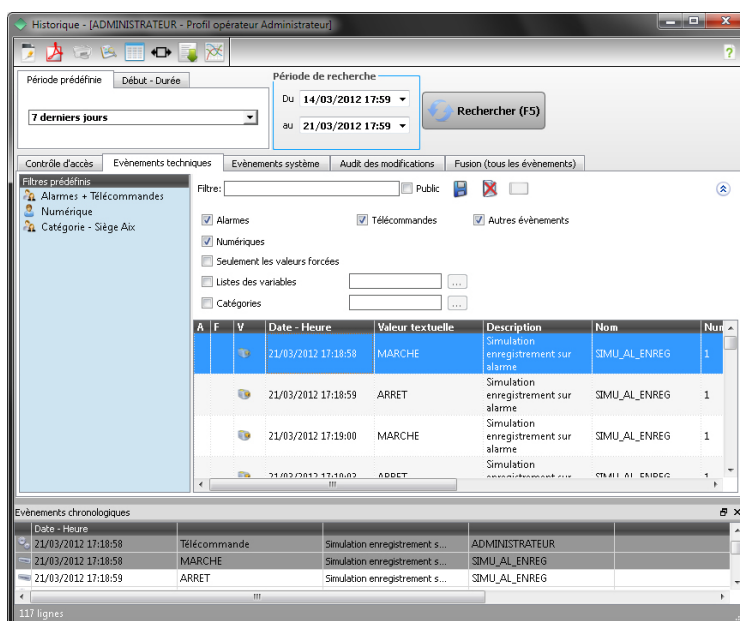 Historique - [ADMINISTRATEUR - Profil opérateur Administrateur]
?
Période prédéfinie
Début - Durée
7 derniers jours
Période de recherche
Du 14/03/2012 17:59
au 21/03/2012 17:59
Rechercher (F5)
Contrôle d'accès
Evènements techniques
Evènements système
Audit des modifications
Fusion (tous les évènements)
Filtres prédéfinis
Alarmes + Télécommandes
Numérique
Catégorie - Siège Aix
Filtre:
Public
Alarmes
Télécommandes
Autres évènements
Numériques
Seulement les valeurs forcées
Listes des variables
...
Catégories
...
A F V Date - Heure Valeur textuelle Description Nom
21/03/2012 17:18:58 MARCHE Simulation enregistrement sur alarme SIMU_AL_ENREG 1
21/03/2012 17:18:59 ARRET Simulation enregistrement sur alarme SIMU_AL_ENREG 1
21/03/2012 17:19:00 MARCHE Simulation enregistrement sur alarme SIMU_AL_ENREG 1
Simulation
Evènements chronologiques
Date - Heure
21/03/2012 17:18:58 Télécommande Simulation enregistrement s... ADMINISTRATEUR
21/03/2012 17:18:58 MARCHE Simulation enregistrement s... SIMU_AL_ENREG
21/03/2012 17:18:59 ARRET Simulation enregistrement s... SIMU_AL_ENREG
117 lignes